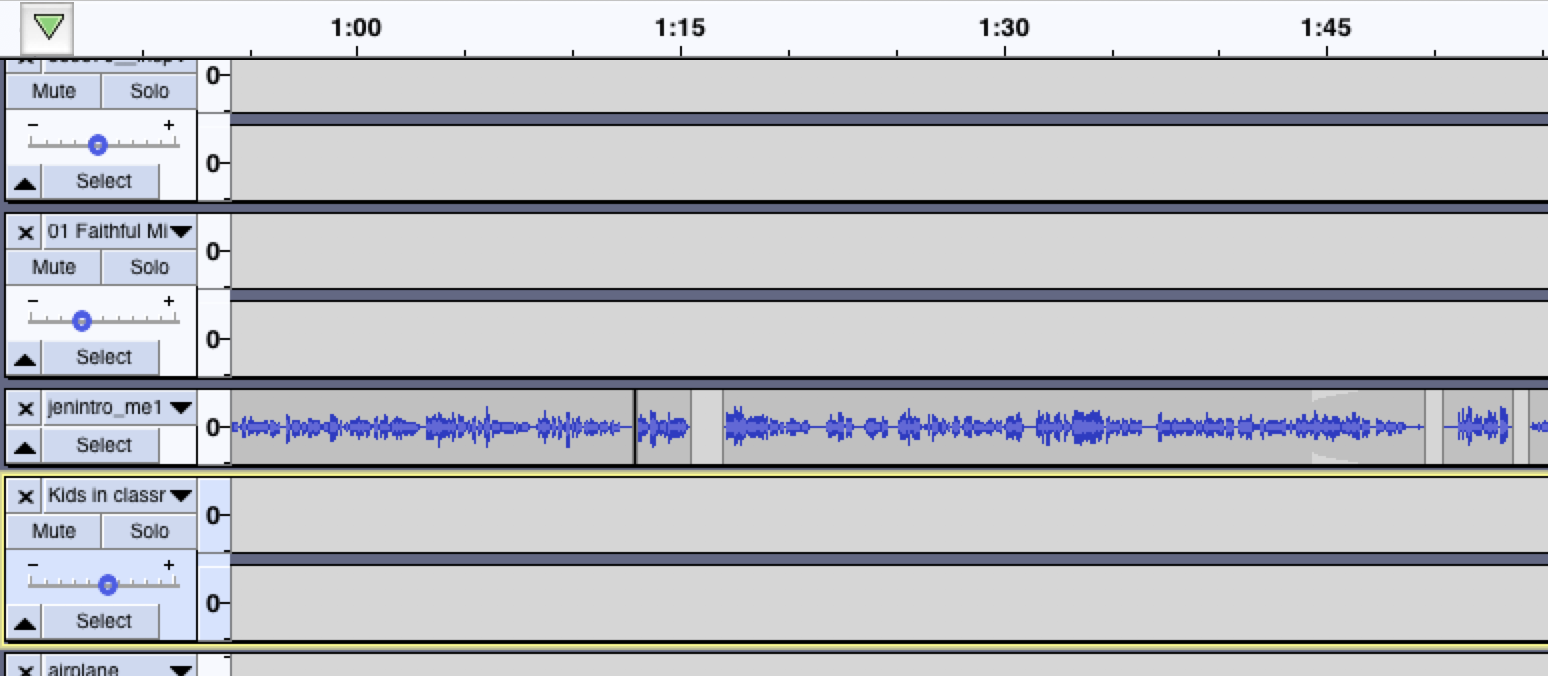 1:00 1:15 1:30 1:45
Mute Solo
- +
Select
0
0
x 01 Faithful Mi
Mute Solo
- +
Select
0
0
x jenintro_me1
Select
0
x Kids in classr
Mute Solo
- +
Select
0
0
x airplane